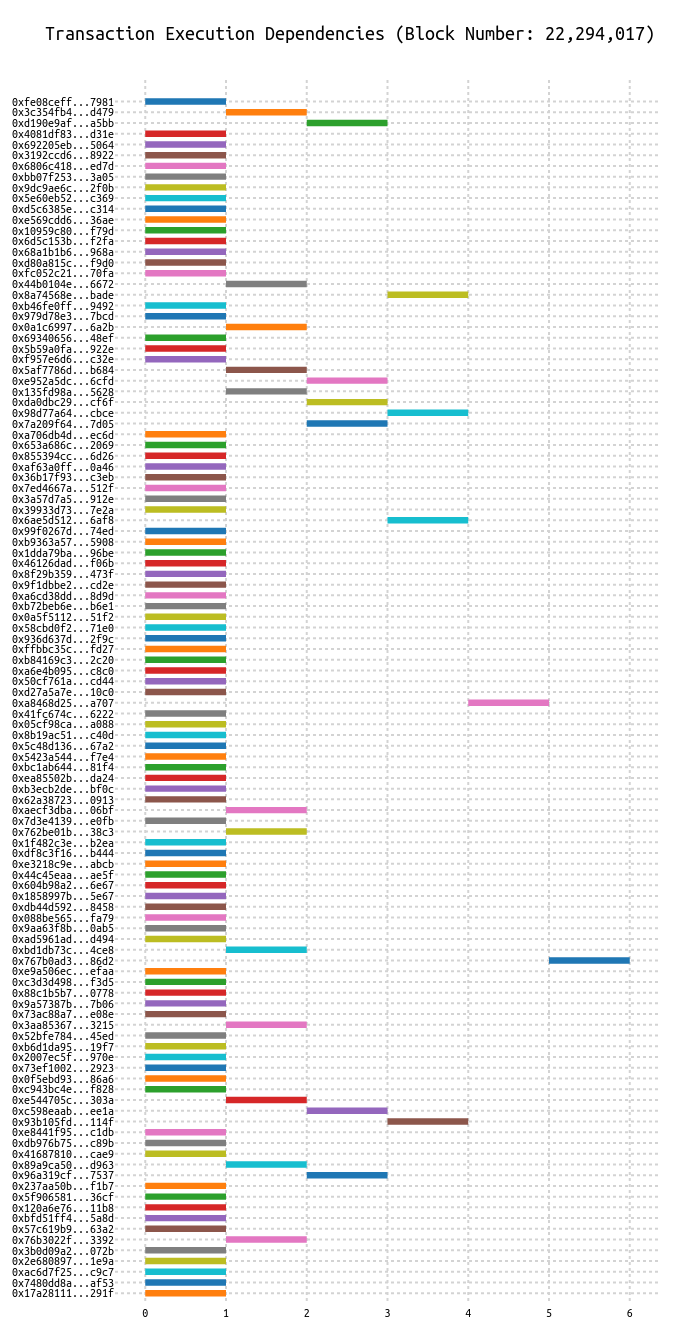 Transaction Execution Dependencies (Block Number: 22,294,017)
0xfe08ceff...7981
0x3c354fb4...d479
0xd190e9af...a5bb
0x4081df83...d31e
0x692205eb...5064
0x3192ccd6...8922
0x6806c418...ed7d
0xbb07f253...3a05
0x9dc9ae6c...2f0b
0x5e60eb52...c369
0xd5c6385e...c314
0xe569cdd6...36ae
0x10959c80...f79d
0x6d5c153b...f2fa
0x68a1b1b6...968a
0xd80a815c...f9d0
0xfc052c21...70fa
0x44b0104e...6672
0x8a74568e...bade
0xb46fe0ff...9492
0x979d78e3...7bcd
0x0a1c6997...6a2b
0x69340656...48ef
0x5b59a0fa...922e
0xf957e6d6...c32e
0x5af7786d...b684
0xe952a5dc...6cfd
0x135fd98a...5628
0xda0dbc29...cf6f
0x98d77a64...cbce
0x7a209f64...7d05
0xa706db4d...ec6d
0x653a686c...2069
0x855394cc...6d26
0xaf63a0ff...0a46
0x36b17f93...c3eb
0x7ed4667a...512f
0x3a57d7a5...912e
0x39933d73...7e2a
0x6ae5d512...6af8
0x99f0267d...74ed
0xb9363a57...5908
0x1dda79ba...96be
0x46126dad...f06b
0x8f29b359...473f
0x9f1dbbe2...cd2e
0xa6cd38dd...8d9d
0xb72beb6e...b6e1
0x0a5f5112...51f2
0x58cbd0f2...71e0
0x936d637d...2f9c
0xffbbc35c...fd27
0xb84169c3...2c20
0xa6e4b095...c8c0
0x50cf761a...cd44
0xd27a5a7e...10c0
0xa8468d25...a707
0x41fc674c...6222
0x05cf98ca...a088
0x8b19ac51...c40d
0x5c48d136...67a2
0x5423a544...f7e4
0xbc1ab644...81f4
0xea85502b...da24
0xb3ecb2de...bf0c
0x62a38723...0913
0xaecf3dba...06bf
0x7d3e4139...e0fb
0x762be01b...38c3
0x1f482c3e...b2ea
0xdf8c3f16...b444
0xe3218c9e...abcb
0x44c45eaa...ae5f
0x604b98a2...6e67
0x1858997b...5e67
0xdb44d592...8458
0x088be565...fa79
0x9aa63f8b...0ab5
0xad5961ad...d494
0xbd1db73c...4ce8
0x767b0ad3...86d2
0xe9a506ec...efaa
0xc3d3d498...f3d5
0x88c1b5b7...0778
0x9a57387b...7b06
0x73ac88a7...e08e
0x3aa85367...3215
0x52bfe784...45ed
0xb6d1da95...19f7
0x2007ec5f...970e
0x73ef1002...2923
0x0f5ebd93...86a6
0xc943bc4e...f828
0xe544705c...303a
0xc598eaab...ee1a
0x93b105fd...114f
0xe8441f95...c1db
0xdb976b75...c89b
0x41687810...cae9
0x89a9ca50...d963
0x96a319cf...7537
0x237aa50b...f1b7
0x5f906581...36cf
0x120a6e76...11b8
0xbfd51ff4...5a8d
0x57c619b9...63a2
0x76b3022f...3392
0x3b0d09a2...072b
0x2e680897...1e9a
0xac6d7f25...c9c7
0x7480dd8a...af53
0x17a28111...291f
0 1 2 3 4 5 6